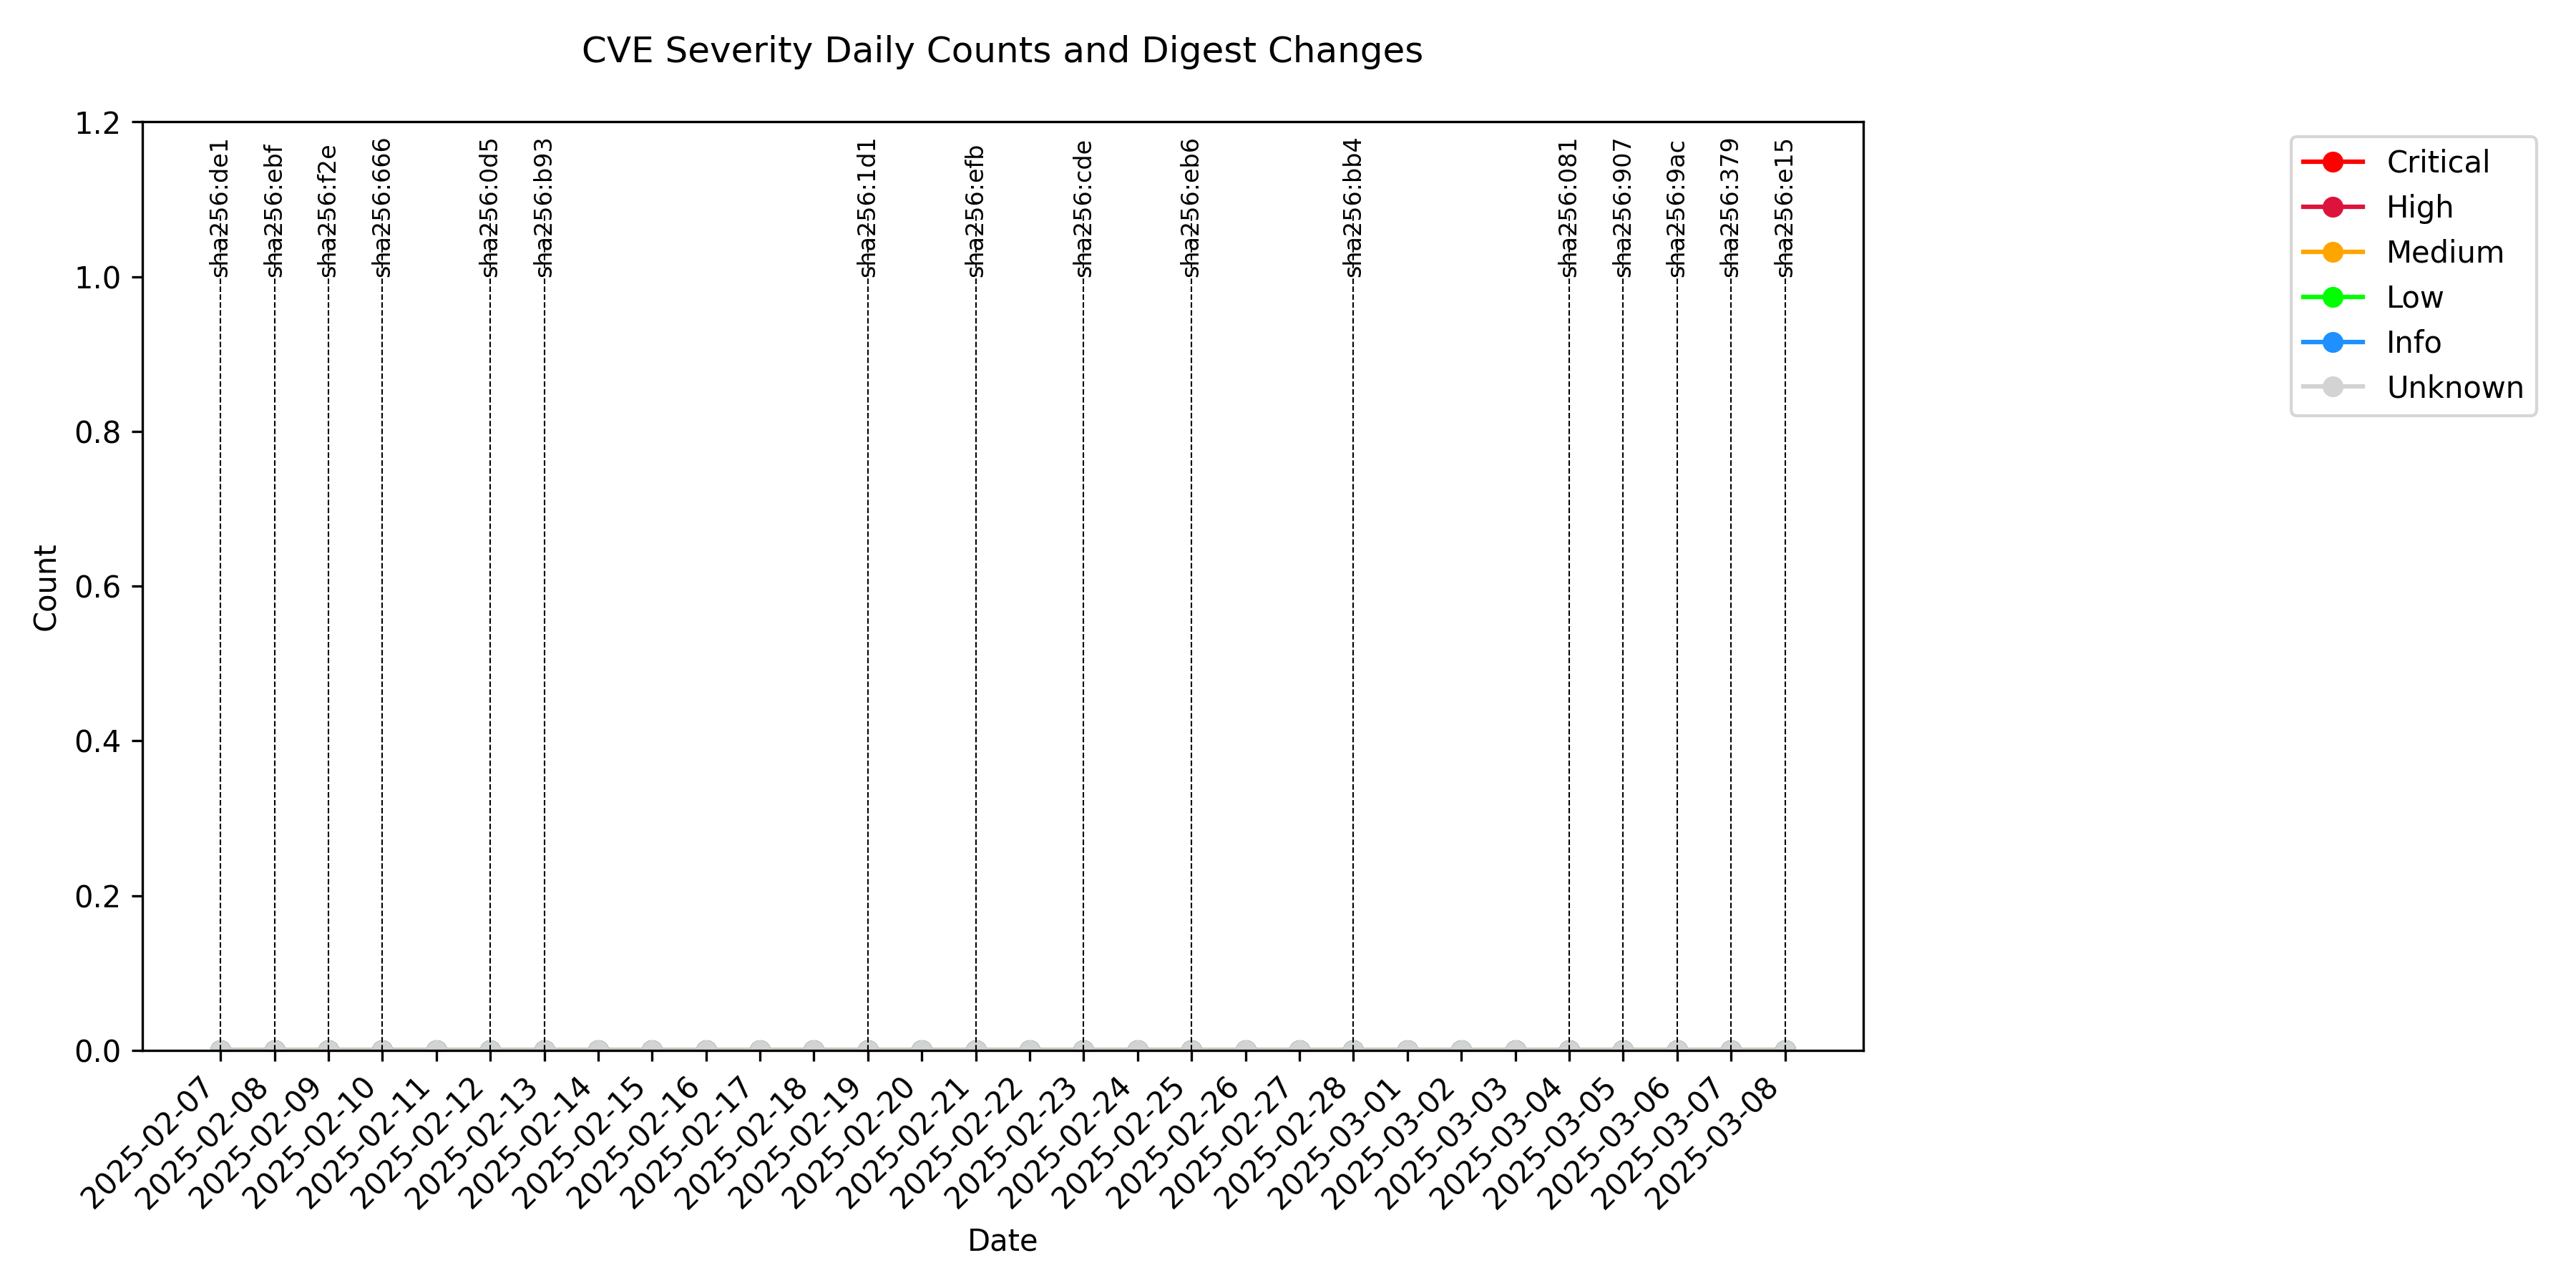 CVE Severity Daily Counts and Digest Changes
1.2
1.0
0.8
0.6
0.4
0.2
0.0
Count
sha256:de1
sha256:ebf
sha256:f2e
sha256:666
sha256:0d5
sha256:b93
sha256:1d1
sha256:efb
sha256:cde
sha256:eb6
sha256:bb4
sha256:081
sha256:907
sha256:9ac
sha256:379
sha256:e15
Critical
High
Medium
Low
Info
Unknown
2025-02-07
2025-02-08
2025-02-09
2025-02-10
2025-02-11
2025-02-12
2025-02-13
2025-02-14
2025-02-15
2025-02-16
2025-02-17
2025-02-18
2025-02-19
2025-02-20
2025-02-21
2025-02-22
2025-02-23
2025-02-24
2025-02-25
2025-02-26
2025-02-27
2025-02-28
2025-03-01
2025-03-02
2025-03-03
2025-03-04
2025-03-05
2025-03-06
2025-03-07
2025-03-08
Date